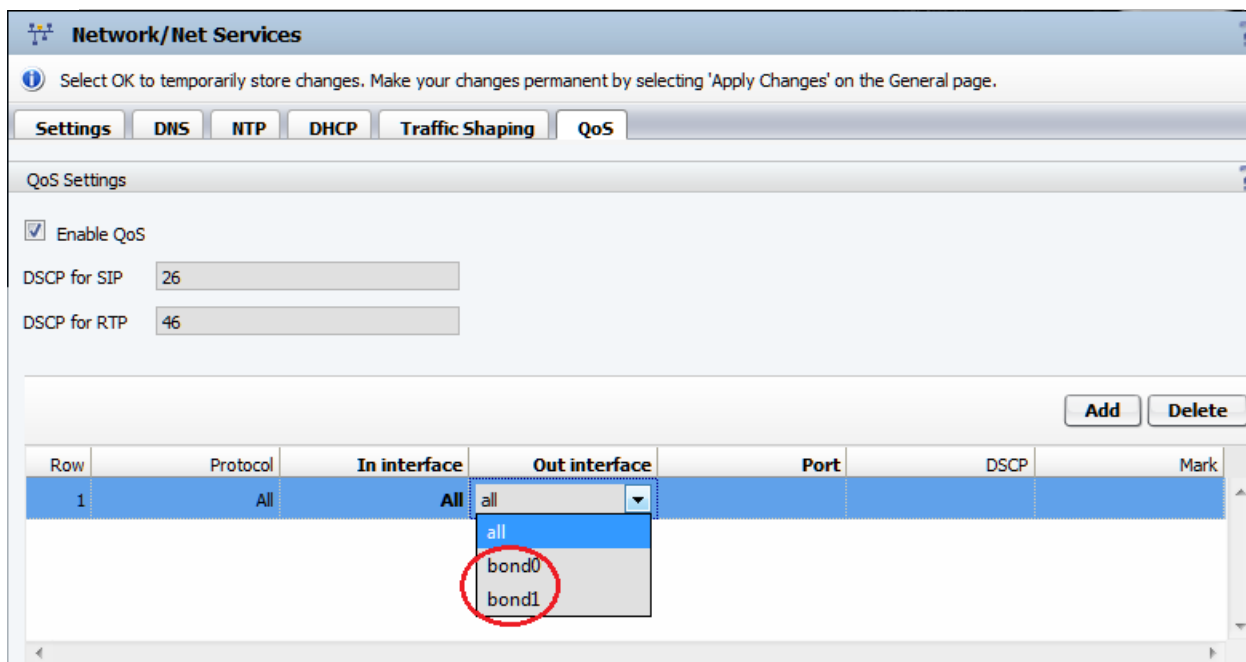 Network/Net Services
Select OK to temporarily store changes. Make your changes permanent by selecting 'Apply Changes' on the General page.
Settings DNS NTP DHCP Traffic Shaping QoS
QoS Settings
Enable QoS
DSCP for SIP 26
DSCP for RTP 46
Add Delete
Row Protocol In interface Out interface Port DSCP Mark
1 All All all
all
bond0
bond1